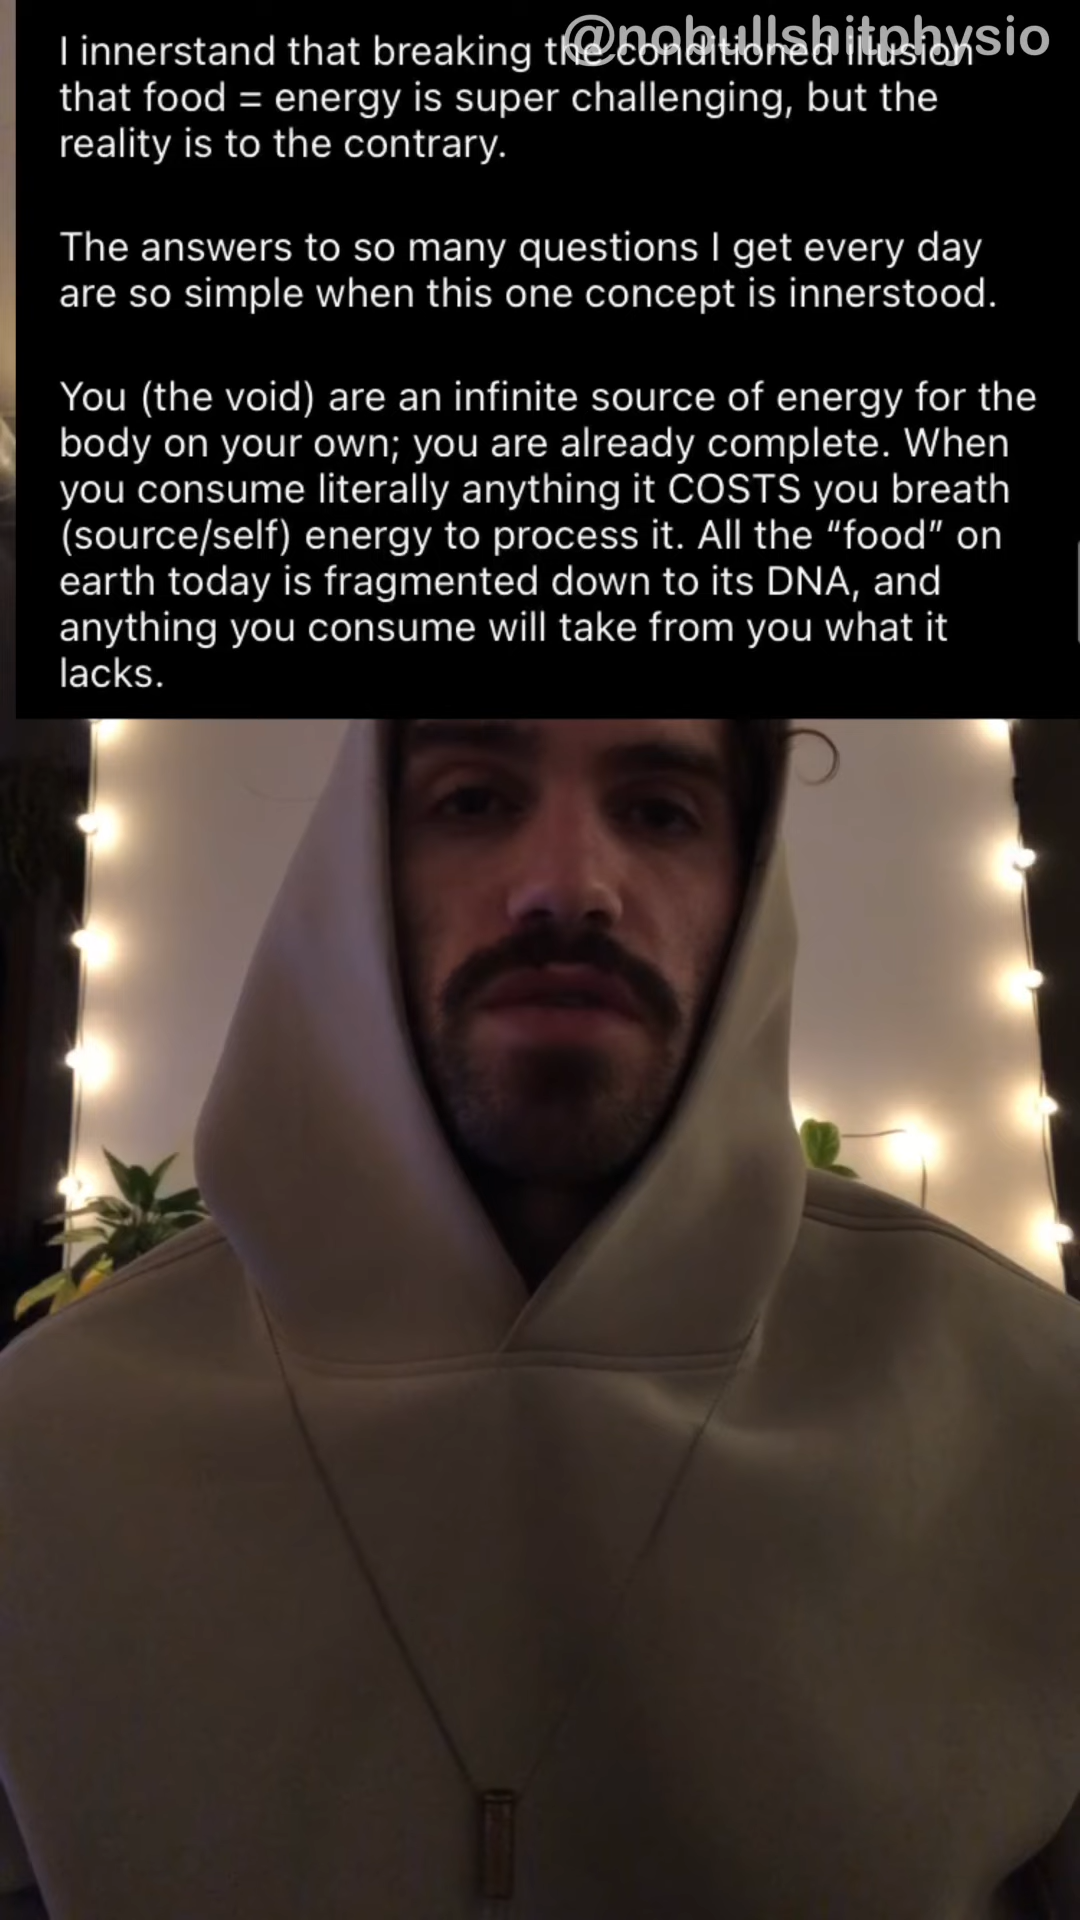 @nobullshitphysio
I innerstand that breaking the conditioned illusion
that food = energy is super challenging, but the
reality is to the contrary.
The answers to so many questions I get every day
are so simple when this one concept is innerstood.
You (the void) are an infinite source of energy for the
body on your own; you are already complete. When
you consume literally anything it COSTS you breath
(source/self) energy to process it. All the “food” on
earth today is fragmented down to its DNA, and
anything you consume will take from you what it
lacks.